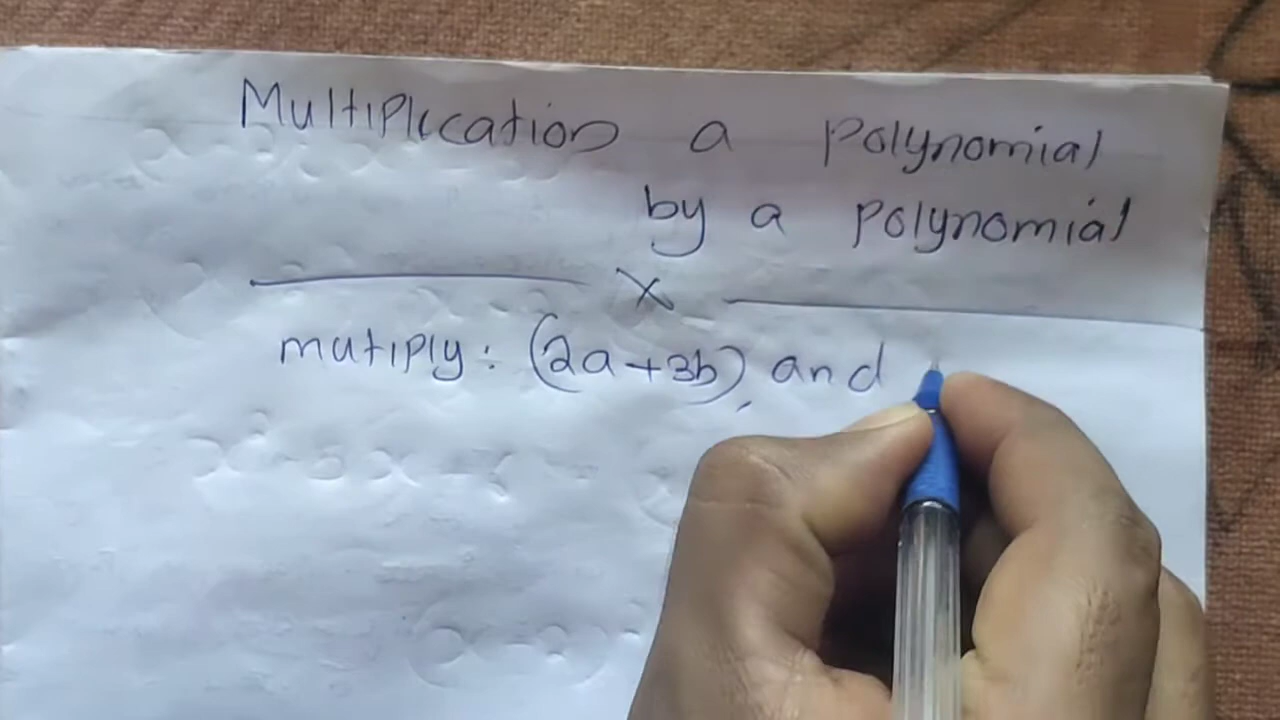 Multiplication a polynomial
by a polynomial
x
mutiply: (2a+3b), and